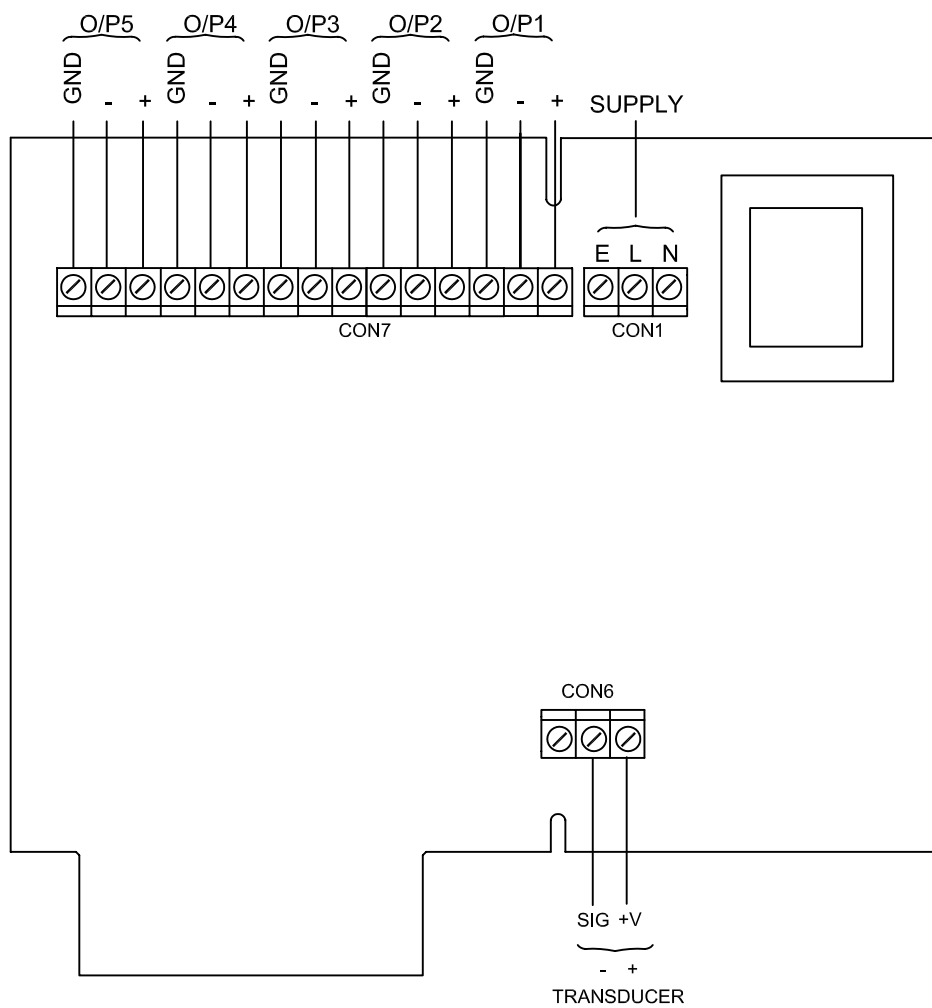 O/P5 O/P4 O/P3 O/P2 O/P1
GND - + GND - + GND - + GND - + GND - + SUPPLY
E L N
CON7 CON1
CON6
SIG +V
- +
TRANSDUCER